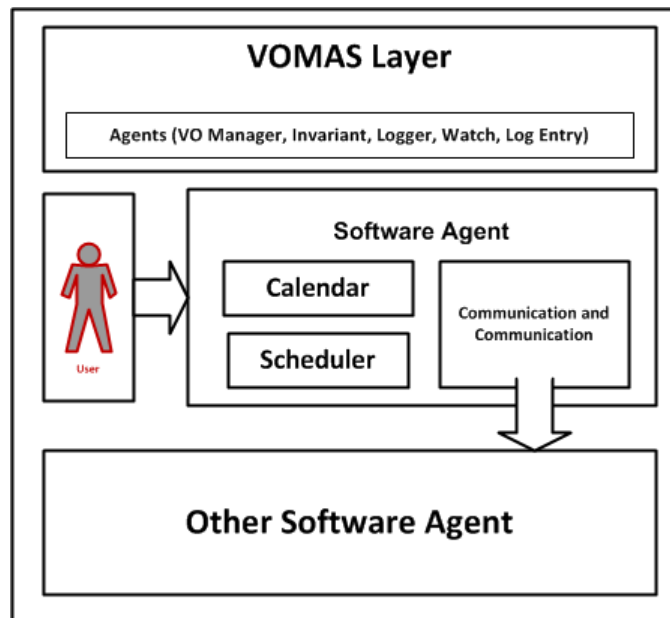 VOMAS Layer
Agents (VO Manager, Invariant, Logger, Watch, Log Entry)
User
Software Agent
Calendar
Scheduler
Communication and
Communication
Other Software Agent